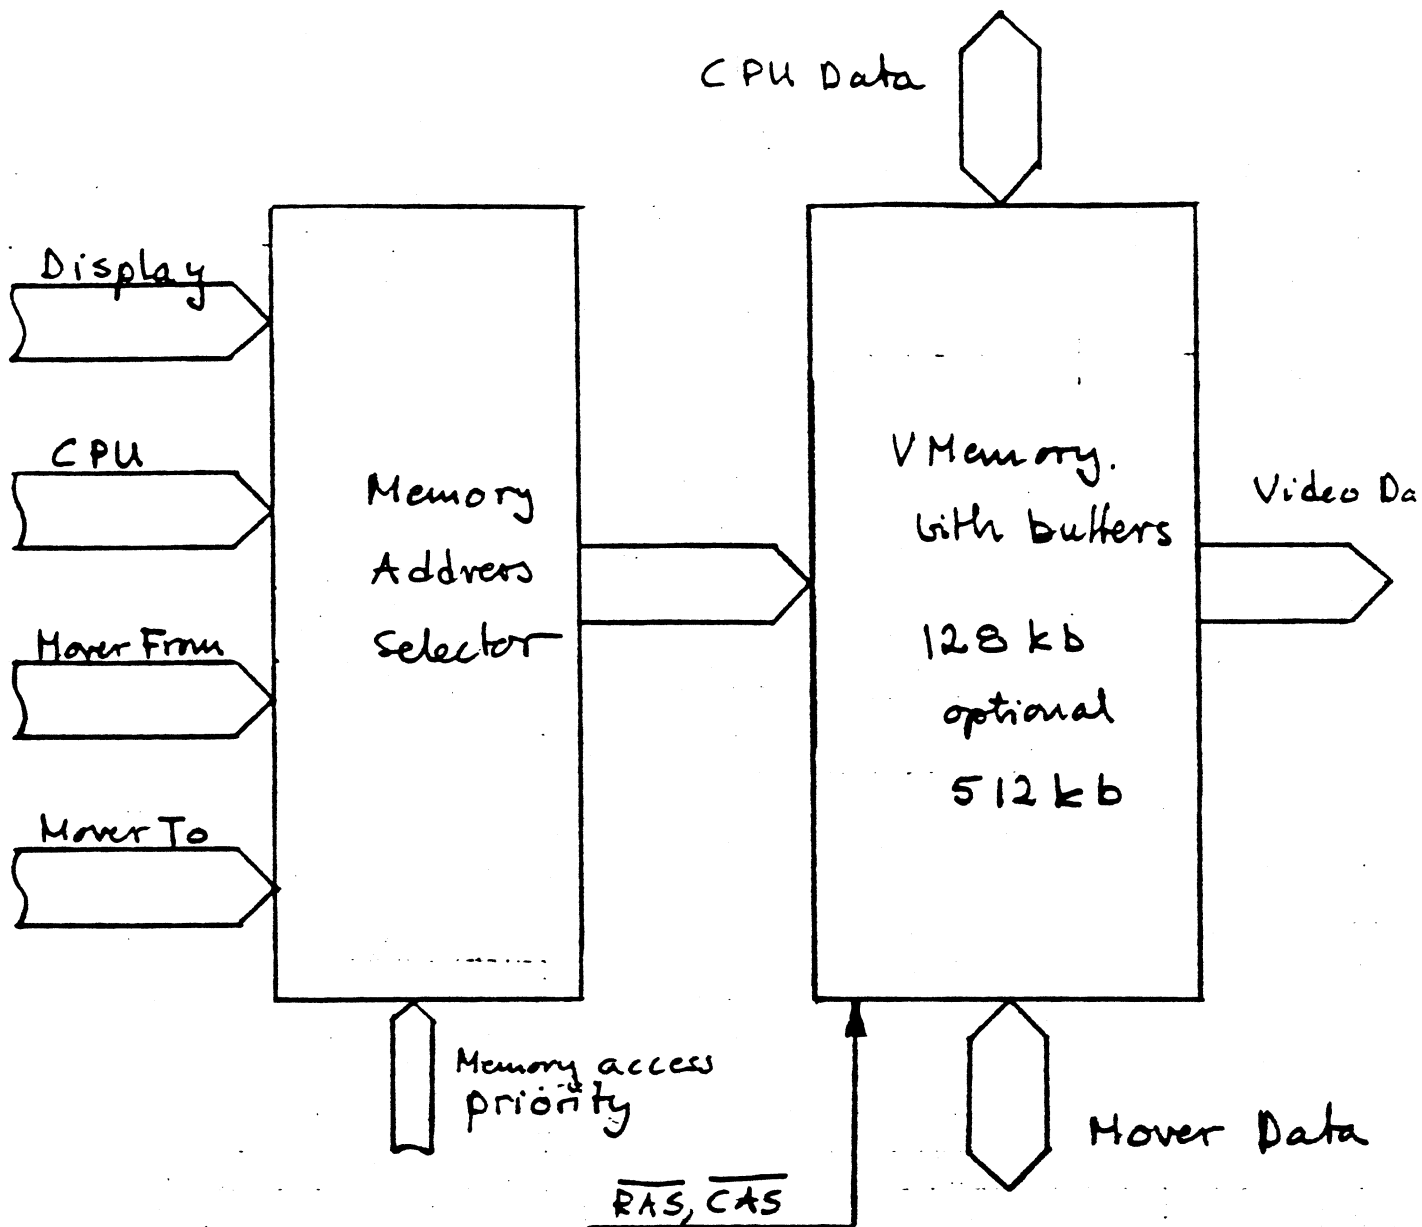 CPU Data
Display
CPU
Mover From
Mover To
Memory
Address
Selector
VMemory.
with buffers
128 kb
optional
512 kb
Video Da
Memory access
priority
RAS, CAS
Mover Data